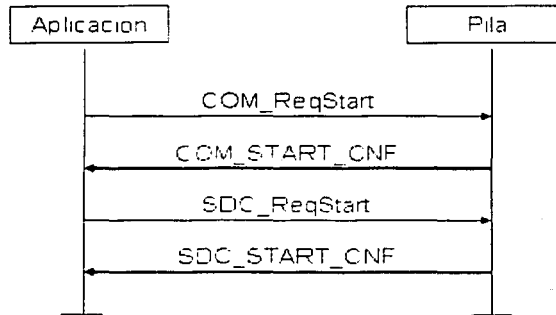 Aplicacion
Pila
COM_ReqStart
COM_START_CNF
SDC_ReqStart
SDC_START_CNF